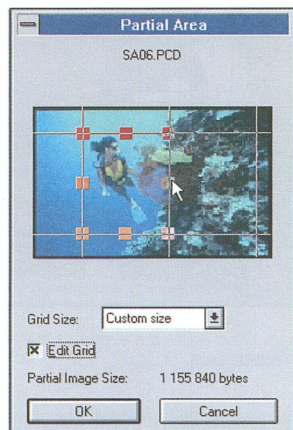 Partial Area
SA06.PCD
Grid Size: Custom size
Edit Grid
Partial Image Size: 1 155 840 bytes
OK Cancel